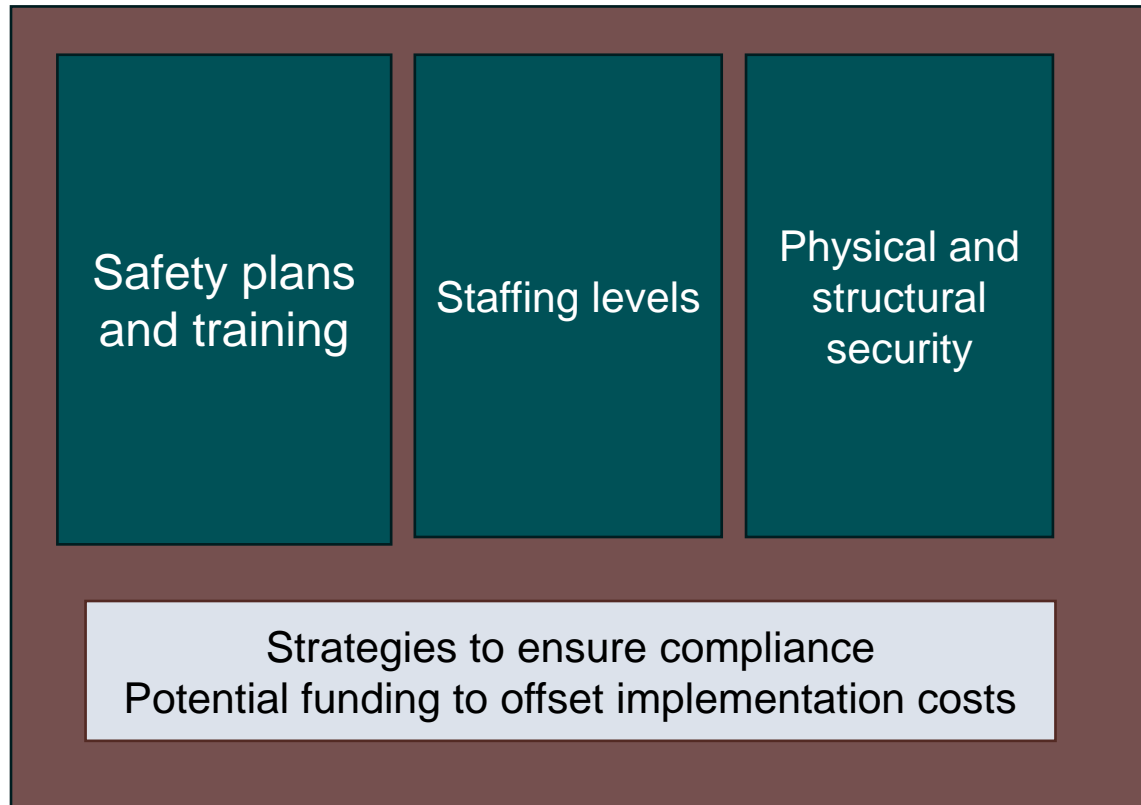 Safety plans
and training
Staffing levels
Physical and
structural
security
Strategies to ensure compliance
Potential funding to offset implementation costs